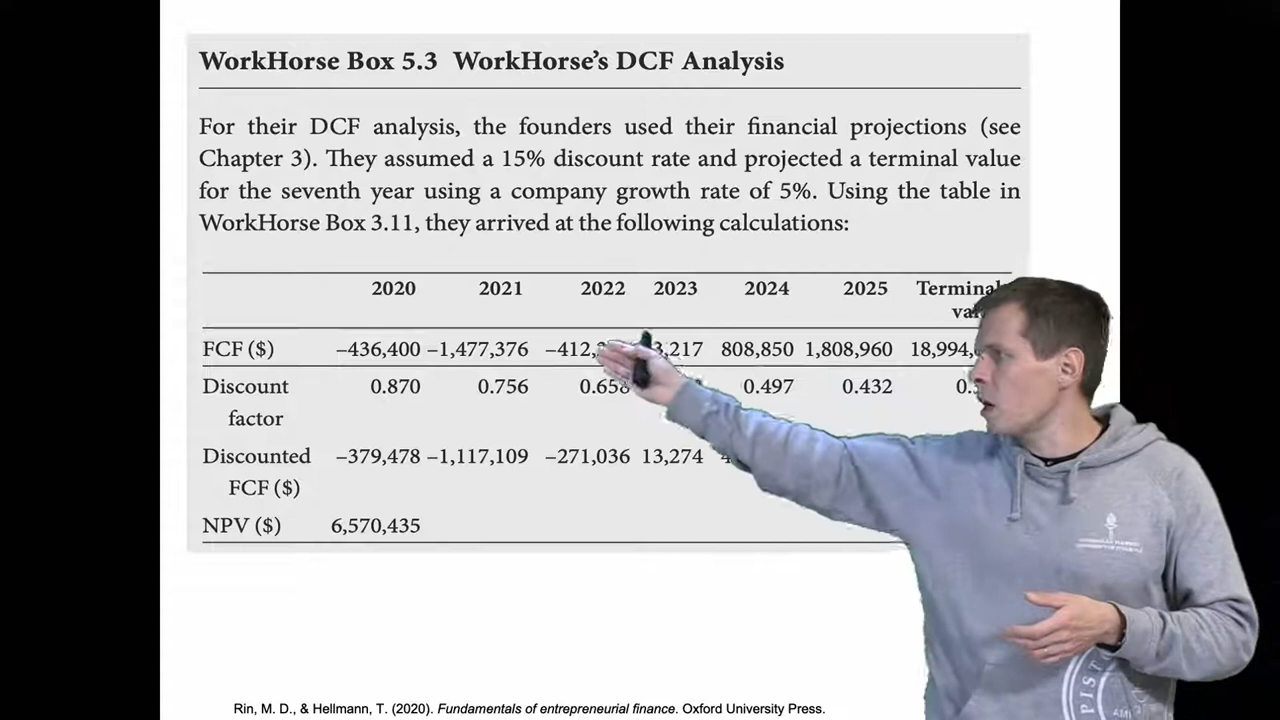 WorkHorse Box 5.3 WorkHorse's DCF Analysis
For their DCF analysis, the founders used their financial projections (see
Chapter 3). They assumed a 15% discount rate and projected a terminal value
for the seventh year using a company growth rate of 5%. Using the table in
WorkHorse Box 3.11, they arrived at the following calculations:
2020 2021 2022 2023 2024 2025 Terminal
FCF ($) –436,400 –1,477,376 808,850 1,808,960
Discount 0.870 0.756 0.658 0.497 0.432
factor
Discounted –379,478 –1,117,109 –271,036 13,274
FCF ($)
NPV ($) 6,570,435
Rin, M. D., & Hellmann, T. (2020). Fundamentals of entrepreneurial finance. Oxford University Press.